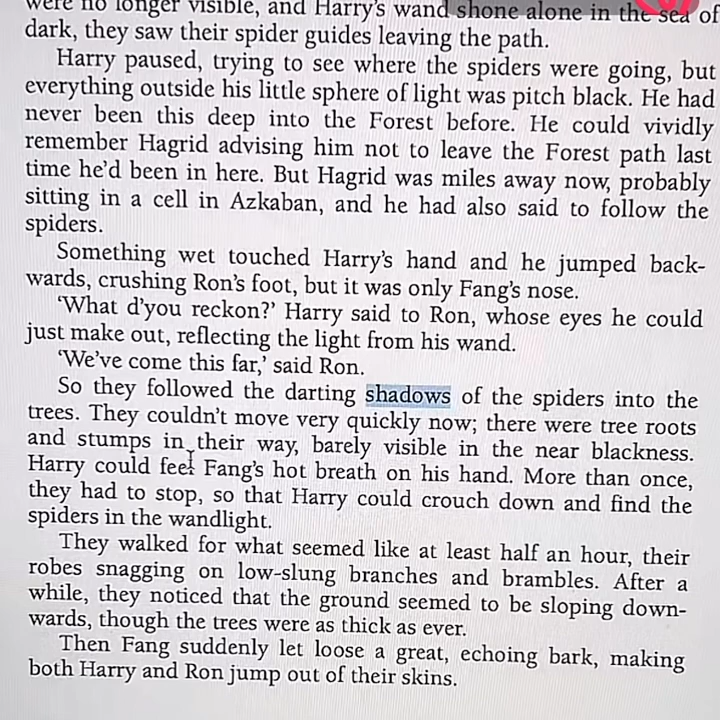 were no longer visible, and Harry's wand shone alone in the sea of
dark, they saw their spider guides leaving the path.
Harry paused, trying to see where the spiders were going, but
everything outside his little sphere of light was pitch black. He had
never been this deep into the Forest before. He could vividly
remember Hagrid advising him not to leave the Forest path last
time he'd been in here. But Hagrid was miles away now, probably
sitting in a cell in Azkaban, and he had also said to follow the
spiders.
Something wet touched Harry's hand and he jumped back-
wards, crushing Ron's foot, but it was only Fang's nose.
‘What d'you reckon?’ Harry said to Ron, whose eyes he could
just make out, reflecting the light from his wand.
‘We've come this far,’ said Ron.
So they followed the darting shadows of the spiders into the
trees. They couldn't move very quickly now; there were tree roots
and stumps in their way, barely visible in the near blackness.
Harry could feel Fang's hot breath on his hand. More than once,
they had to stop, so that Harry could crouch down and find the
spiders in the wandlight.
They walked for what seemed like at least half an hour, their
robes snagging on low-slung branches and brambles. After a
while, they noticed that the ground seemed to be sloping down-
wards, though the trees were as thick as ever.
Then Fang suddenly let loose a great, echoing bark, making
both Harry and Ron jump out of their skins.